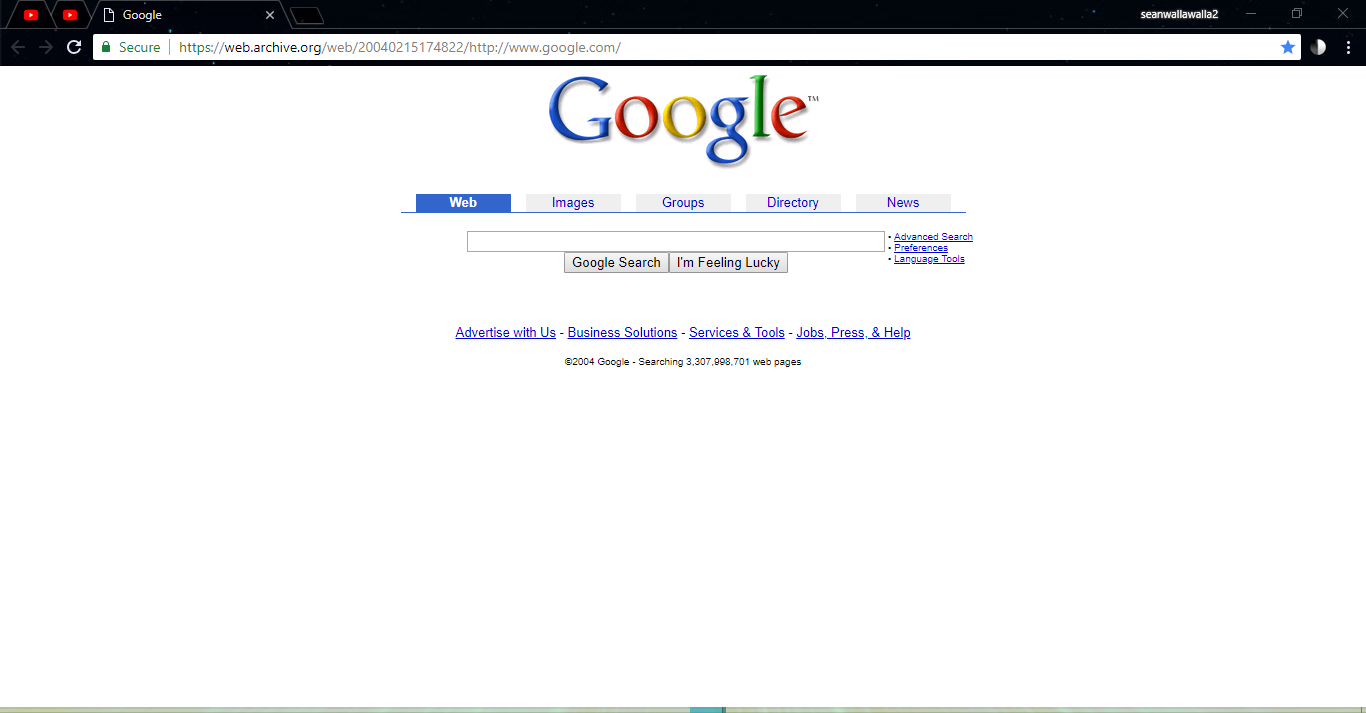 Google
seanwallawalla2
Secure
https://web.archive.org/web/20040215174822/http://www.google.com/
Google™
Web Images Groups Directory News
• Advanced Search
• Preferences
• Language Tools
Google Search I'm Feeling Lucky
Advertise with Us - Business Solutions - Services & Tools - Jobs, Press, & Help
©2004 Google - Searching 3,307,998,701 web pages